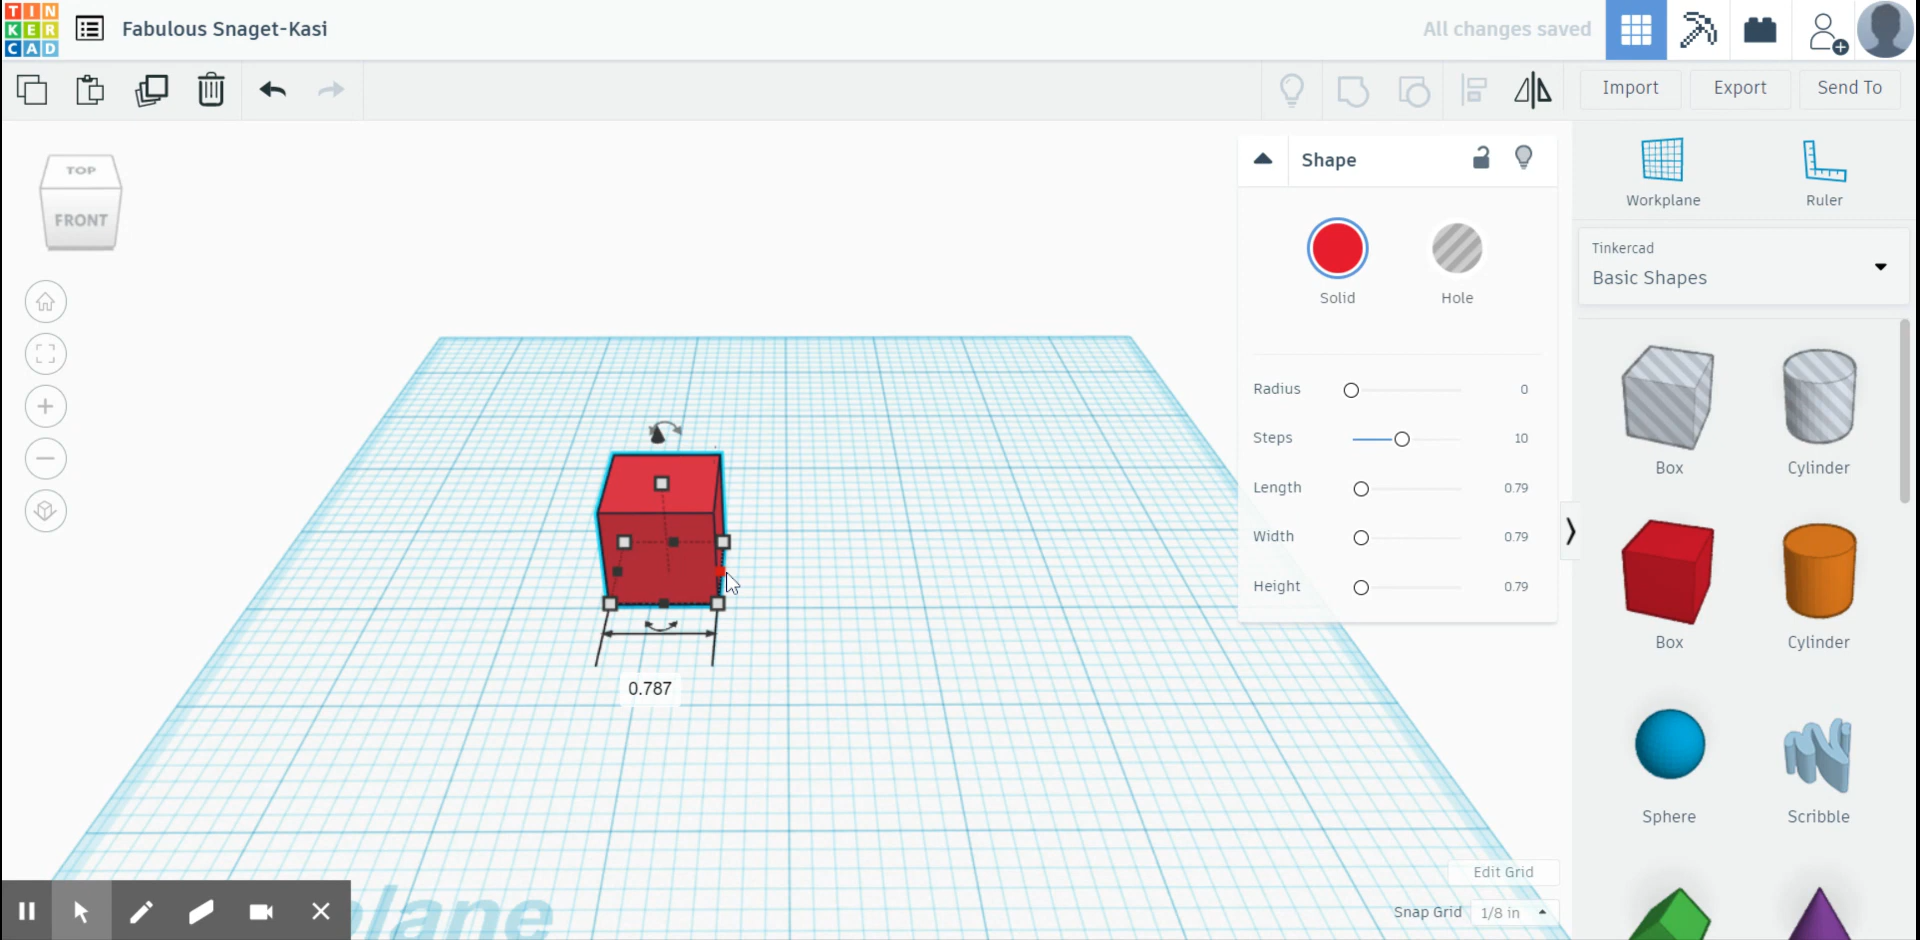 TIN
KER
CAD
Fabulous Snaget-Kasi
All changes saved
Import
Export
Send To
TOP
FRONT
Shape
Solid
Hole
Radius 0
Steps 10
Length 0.79
Width 0.79
Height 0.79
Workplane
Ruler
Tinkercad
Basic Shapes
Box
Cylinder
Box
Cylinder
Sphere
Scribble
0.787
Edit Grid
Snap Grid 1/8 in